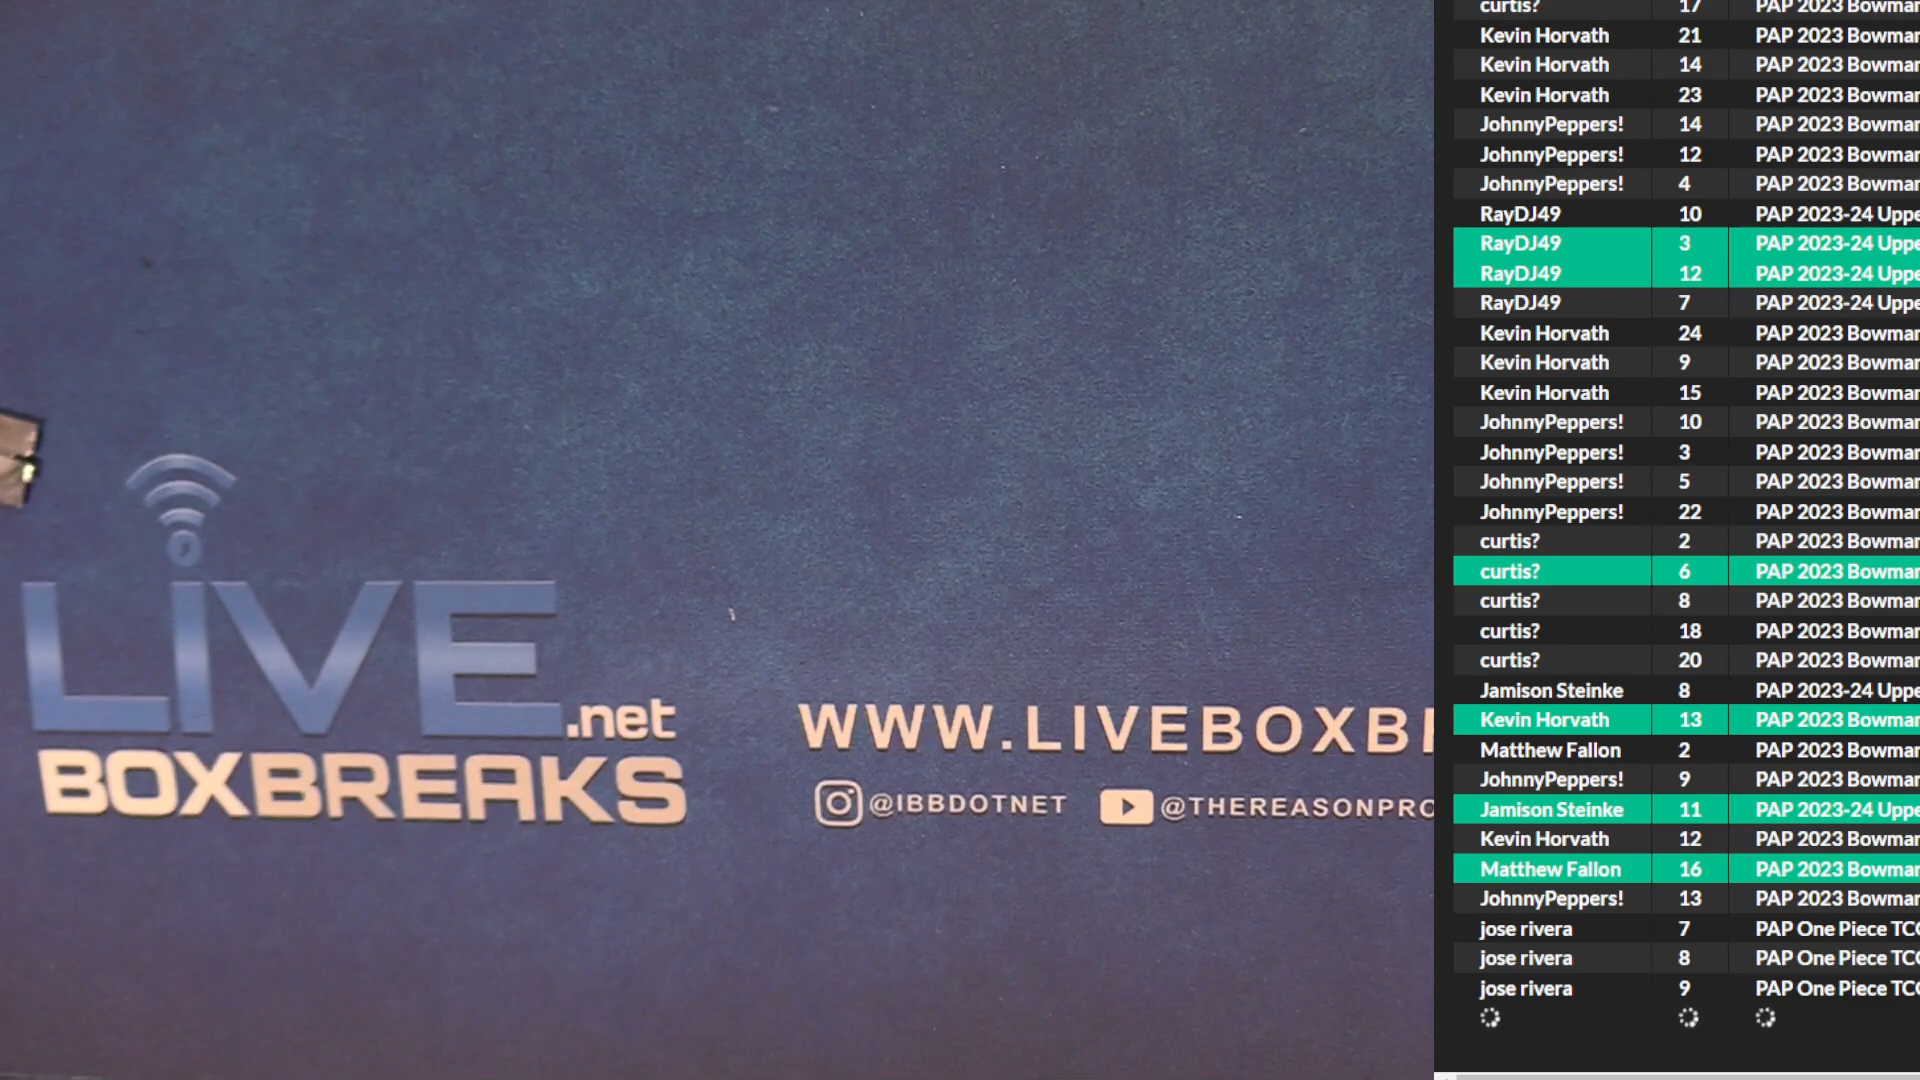 LiVE.net
BOXBREAKS
WWW.LIVEBOXB
@IBBDOTNET @THEREASONPRO
curtis? 17 PAP 2023 Bowman
Kevin Horvath 21 PAP 2023 Bowman
Kevin Horvath 14 PAP 2023 Bowman
Kevin Horvath 23 PAP 2023 Bowman
JohnnyPeppers! 14 PAP 2023 Bowman
JohnnyPeppers! 12 PAP 2023 Bowman
JohnnyPeppers! 4 PAP 2023 Bowman
RayDJ49 10 PAP 2023-24 Uppe
RayDJ49 3 PAP 2023-24 Uppe
RayDJ49 12 PAP 2023-24 Uppe
RayDJ49 7 PAP 2023-24 Uppe
Kevin Horvath 24 PAP 2023 Bowman
Kevin Horvath 9 PAP 2023 Bowman
Kevin Horvath 15 PAP 2023 Bowman
JohnnyPeppers! 10 PAP 2023 Bowman
JohnnyPeppers! 3 PAP 2023 Bowman
JohnnyPeppers! 5 PAP 2023 Bowman
JohnnyPeppers! 22 PAP 2023 Bowman
curtis? 2 PAP 2023 Bowman
curtis? 6 PAP 2023 Bowman
curtis? 8 PAP 2023 Bowman
curtis? 18 PAP 2023 Bowman
curtis? 20 PAP 2023 Bowman
Jamison Steinke 8 PAP 2023-24 Uppe
Kevin Horvath 13 PAP 2023 Bowman
Matthew Fallon 2 PAP 2023 Bowman
JohnnyPeppers! 9 PAP 2023 Bowman
Jamison Steinke 11 PAP 2023-24 Uppe
Kevin Horvath 12 PAP 2023 Bowman
Matthew Fallon 16 PAP 2023 Bowman
JohnnyPeppers! 13 PAP 2023 Bowman
jose rivera 7 PAP One Piece TCG
jose rivera 8 PAP One Piece TCG
jose rivera 9 PAP One Piece TCG